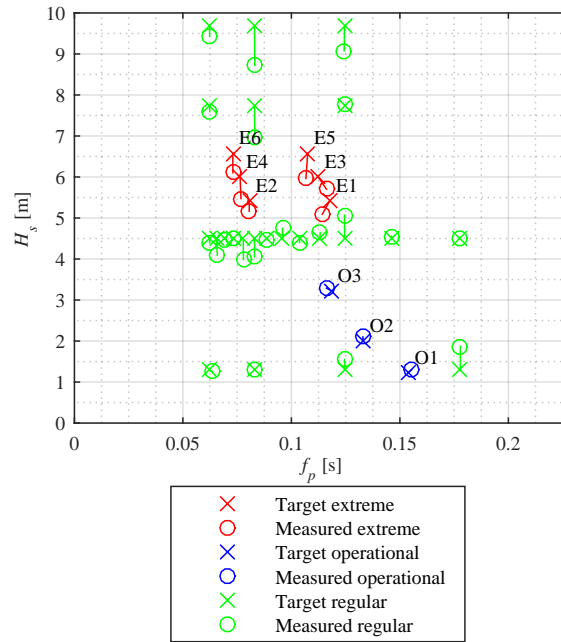 10
9
8
7
6
5
4
3
2
1
0
H_s [m]
E6
E5
E4
E3
E2
E1
O3
O2
O1
0
0.05
0.1
0.15
0.2
f_p [s]
Target extreme
Measured extreme
Target operational
Measured operational
Target regular
Measured regular